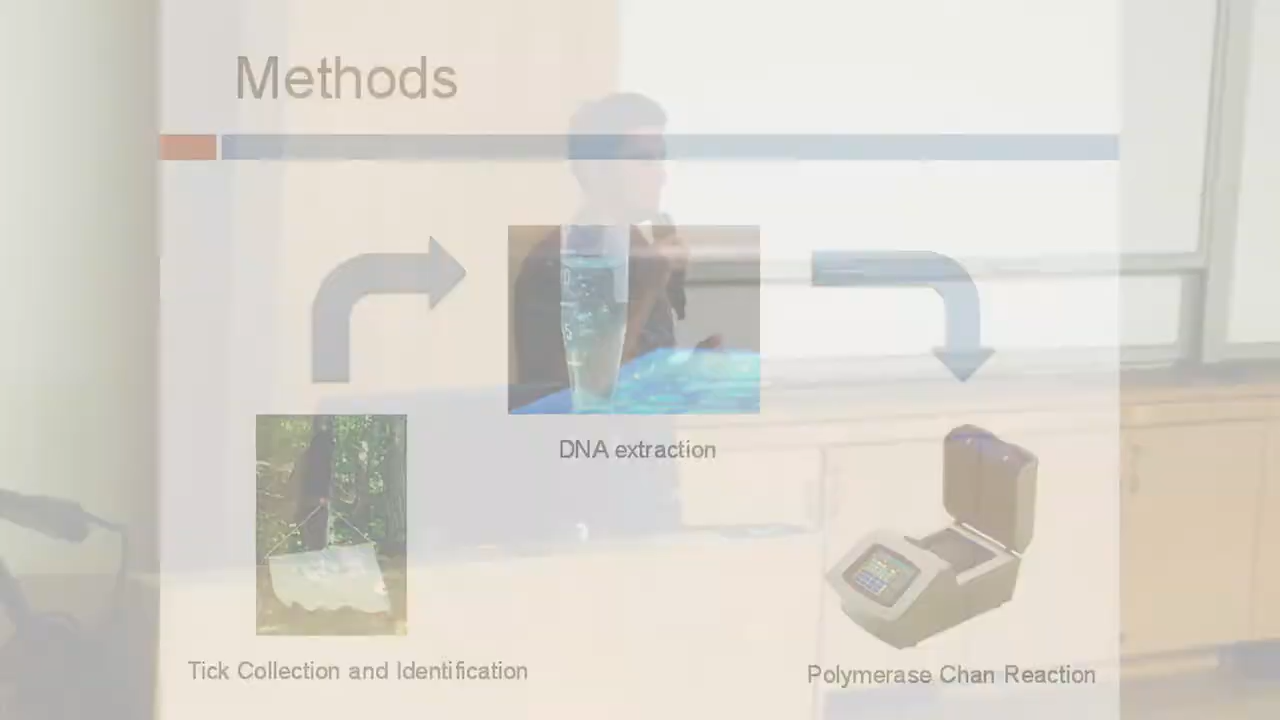 Methods
DNA extraction
Tick Collection and Identification
Polymerase Chan Reaction